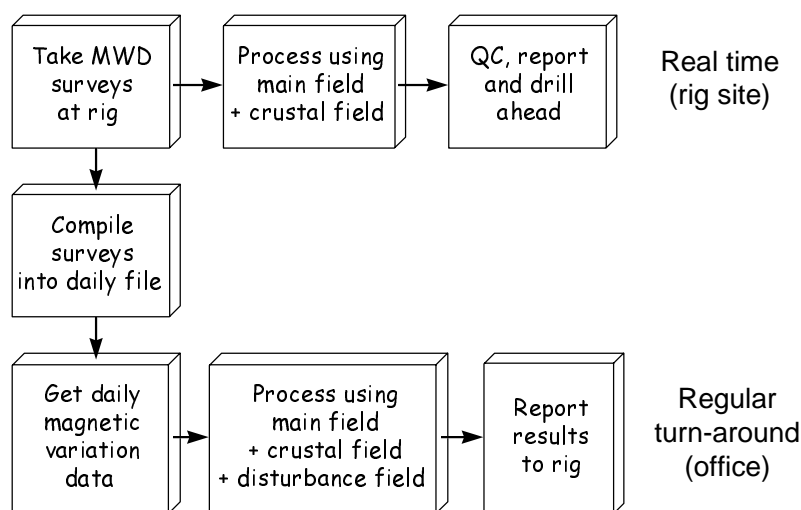 Take MWD
surveys
at rig
Process using
main field
+ crustal field
QC, report
and drill
ahead
Real time
(rig site)
Compile
surveys
into daily file
Get daily
magnetic
variation
data
Process using
main field
+ crustal field
+ disturbance field
Report
results
to rig
Regular
turn-around
(office)